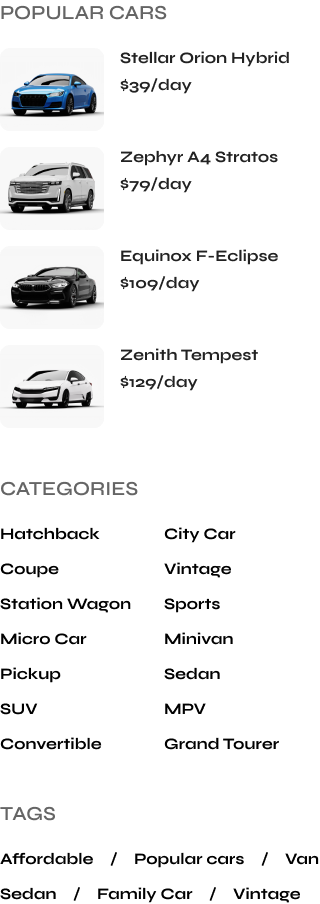 POPULAR CARS
Stellar Orion Hybrid
$39/day
Zephyr A4 Stratos
$79/day
Equinox F-Eclipse
$109/day
Zenith Tempest
$129/day
CATEGORIES
Hatchback City Car
Coupe Vintage
Station Wagon Sports
Micro Car Minivan
Pickup Sedan
SUV MPV
Convertible Grand Tourer
TAGS
Affordable / Popular cars / Van
Sedan / Family Car / Vintage